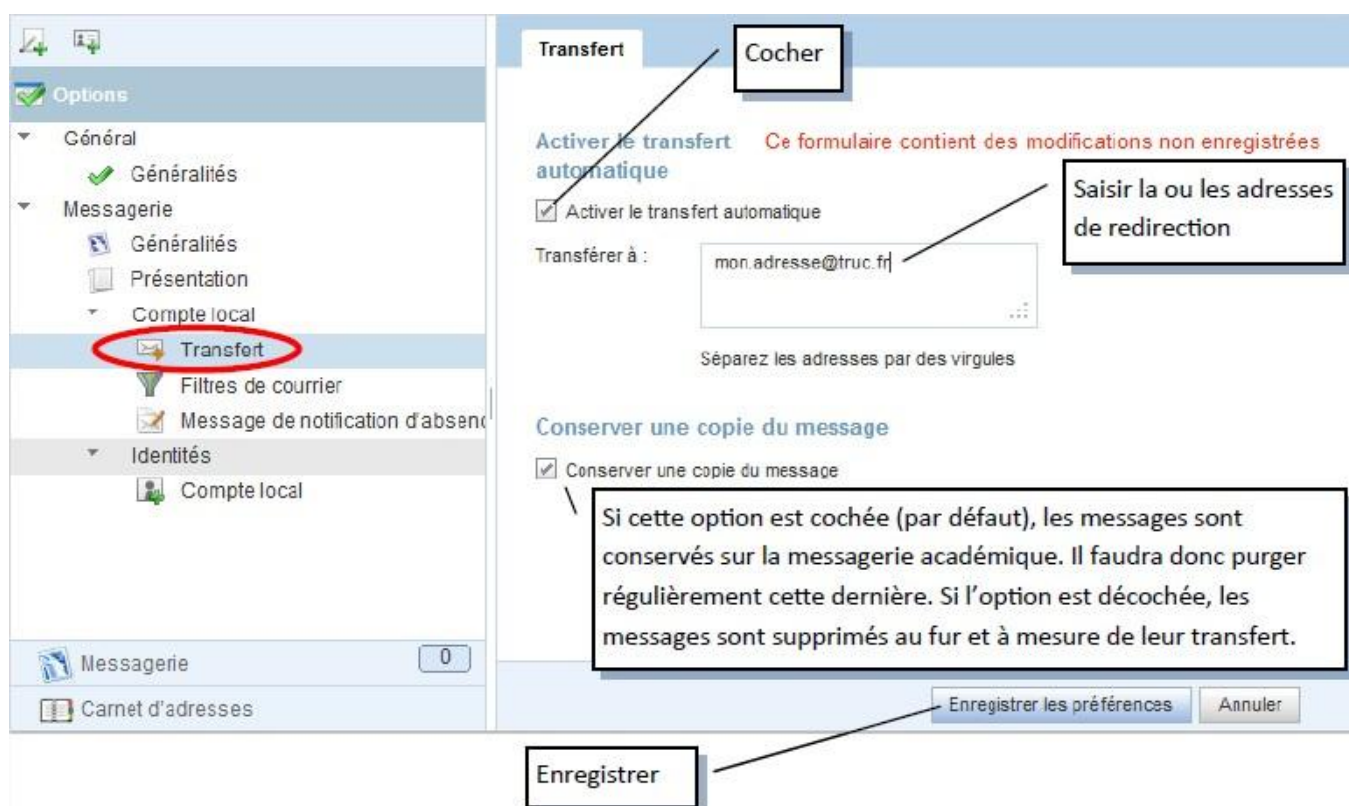 Options
Général
Généralités
Messagerie
Généralités
Présentation
Compte local
Transfert
Filtres de courrier
Message de notification d'absenc
Identités
Compte local
Messagerie
0
Carnet d'adresses
Transfert
Cocher
Activer le transfert
automatique
Ce formulaire contient des modifications non enregistrées
Activer le transfert automatique
Saisir la ou les adresses
de redirection
Transférer à :
mon.adresse@truc.fr
Séparez les adresses par des virgules
Conserver une copie du message
Conserver une copie du message
Si cette option est cochée (par défaut), les messages sont
conservés sur la messagerie académique. Il faudra donc purger
régulièrement cette dernière. Si l'option est décochée, les
messages sont supprimés au fur et à mesure de leur transfert.
Enregistrer les préférences
Annuler
Enregistrer